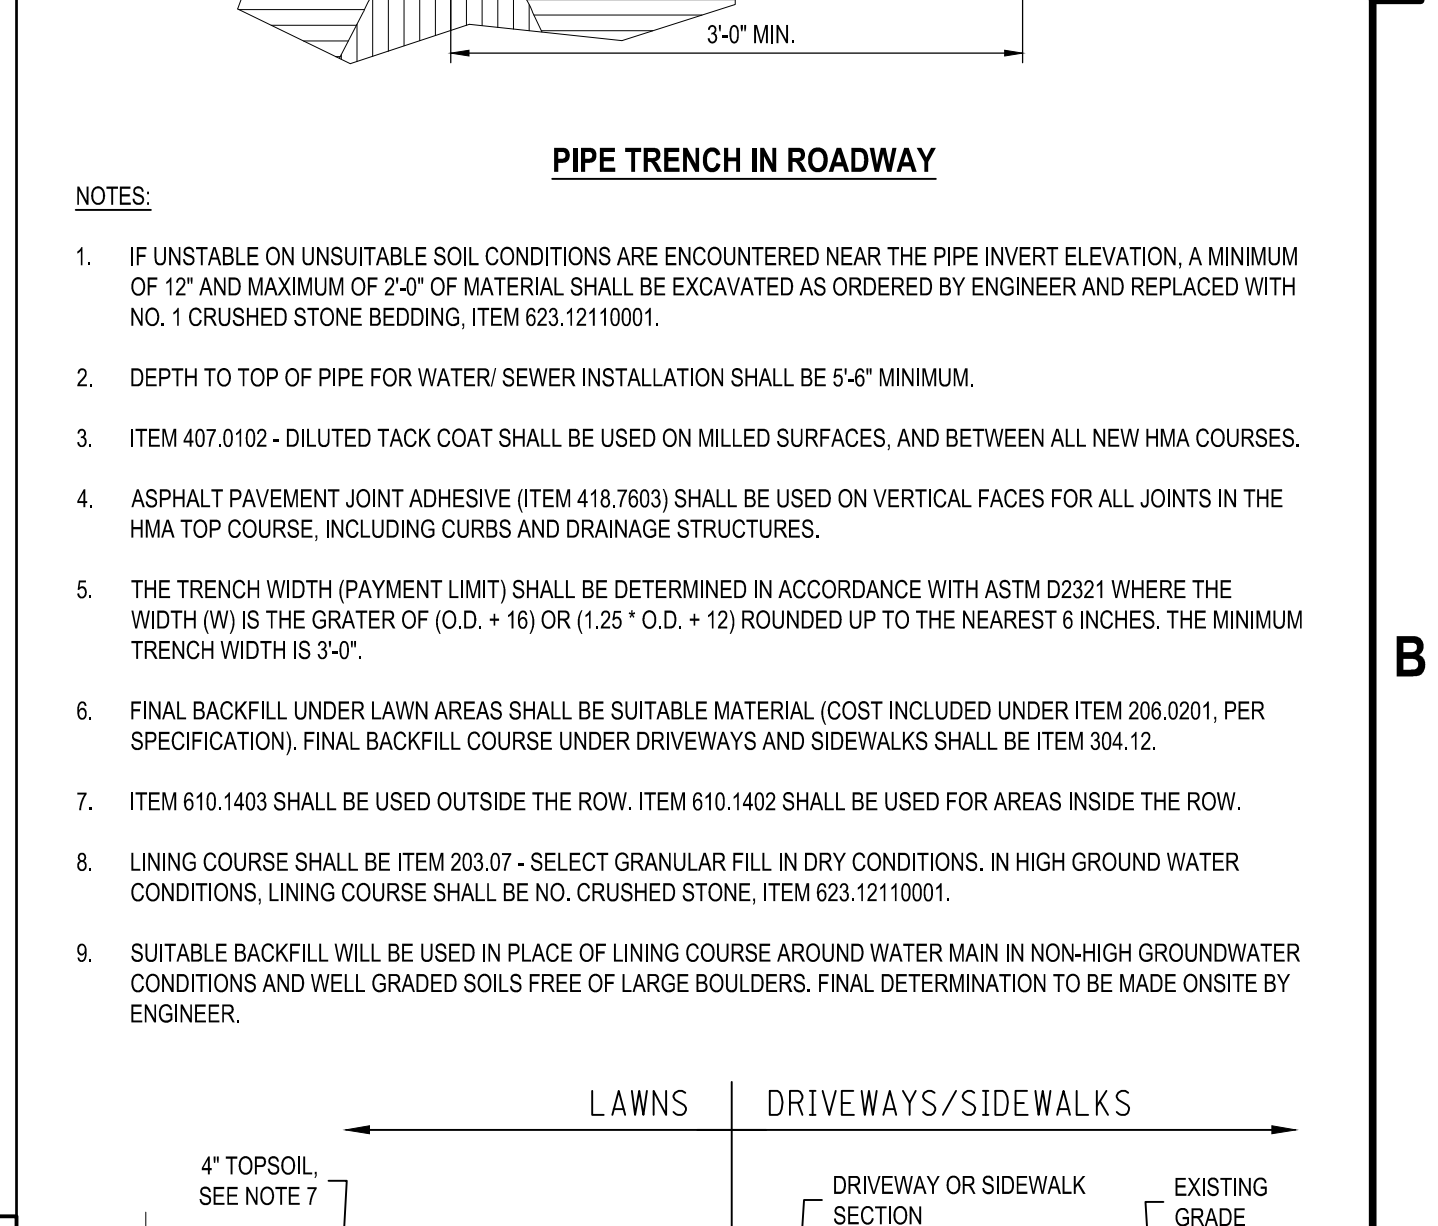 3'-0" MIN.
PIPE TRENCH IN ROADWAY
NOTES:
1. IF UNSTABLE ON UNSUITABLE SOIL CONDITIONS ARE ENCOUNTERED NEAR THE PIPE INVERT ELEVATION, A MINIMUM
OF 12" AND MAXIMUM OF 2'-0" OF MATERIAL SHALL BE EXCAVATED AS ORDERED BY ENGINEER AND REPLACED WITH
NO. 1 CRUSHED STONE BEDDING, ITEM 623.12110001.
2. DEPTH TO TOP OF PIPE FOR WATER/ SEWER INSTALLATION SHALL BE 5'-6" MINIMUM.
3. ITEM 407.0102 - DILUTED TACK COAT SHALL BE USED ON MILLED SURFACES, AND BETWEEN ALL NEW HMA COURSES.
4. ASPHALT PAVEMENT JOINT ADHESIVE (ITEM 418.7603) SHALL BE USED ON VERTICAL FACES FOR ALL JOINTS IN THE
HMA TOP COURSE, INCLUDING CURBS AND DRAINAGE STRUCTURES.
5. THE TRENCH WIDTH (PAYMENT LIMIT) SHALL BE DETERMINED IN ACCORDANCE WITH ASTM D2321 WHERE THE
WIDTH (W) IS THE GRATER OF (O.D. + 16) OR (1.25 * O.D. + 12) ROUNDED UP TO THE NEAREST 6 INCHES. THE MINIMUM
TRENCH WIDTH IS 3'-0".
B
6. FINAL BACKFILL UNDER LAWN AREAS SHALL BE SUITABLE MATERIAL (COST INCLUDED UNDER ITEM 206.0201, PER
SPECIFICATION). FINAL BACKFILL COURSE UNDER DRIVEWAYS AND SIDEWALKS SHALL BE ITEM 304.12.
7. ITEM 610.1403 SHALL BE USED OUTSIDE THE ROW. ITEM 610.1402 SHALL BE USED FOR AREAS INSIDE THE ROW.
8. LINING COURSE SHALL BE ITEM 203.07 - SELECT GRANULAR FILL IN DRY CONDITIONS. IN HIGH GROUND WATER
CONDITIONS, LINING COURSE SHALL BE NO. CRUSHED STONE, ITEM 623.12110001.
9. SUITABLE BACKFILL WILL BE USED IN PLACE OF LINING COURSE AROUND WATER MAIN IN NON-HIGH GROUNDWATER
CONDITIONS AND WELL GRADED SOILS FREE OF LARGE BOULDERS. FINAL DETERMINATION TO BE MADE ONSITE BY
ENGINEER.
LAWNS
DRIVEWAYS/SIDEWALKS
4" TOPSOIL,
SEE NOTE 7
DRIVEWAY OR SIDEWALK
SECTION
EXISTING
GRADE